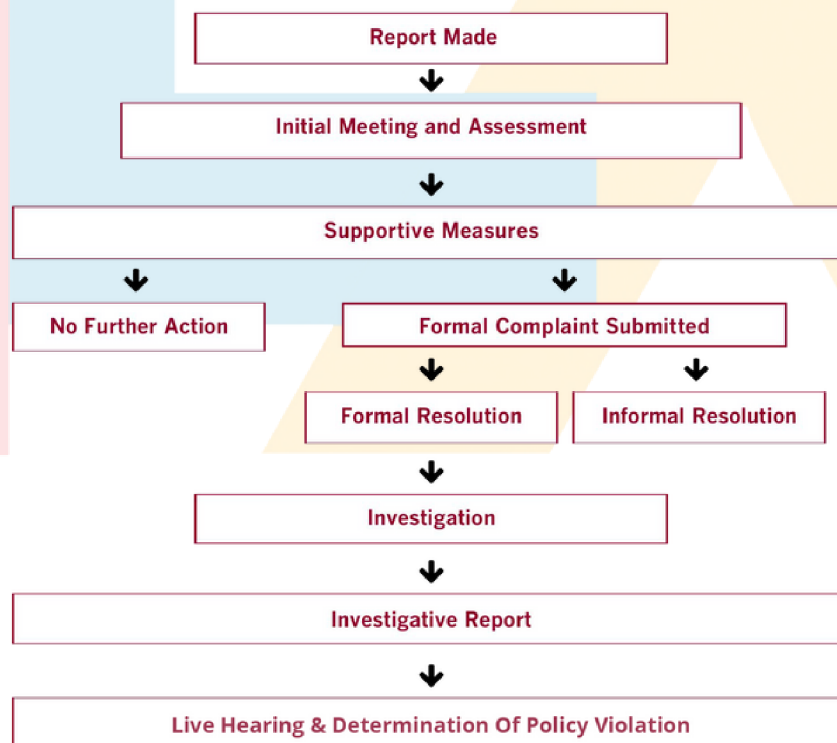 Report Made
Initial Meeting and Assessment
Supportive Measures
No Further Action
Formal Complaint Submitted
Formal Resolution
Informal Resolution
Investigation
Investigative Report
Live Hearing & Determination Of Policy Violation